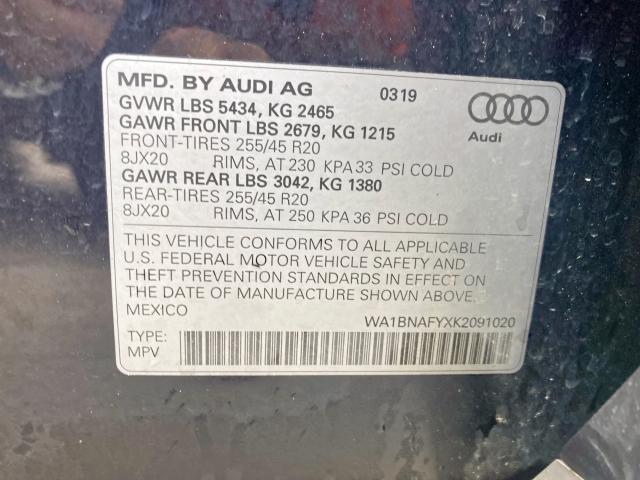 MFD. BY AUDI AG 0319
GVWR LBS 5434, KG 2465
GAWR FRONT LBS 2679, KG 1215
FRONT-TIRES 255/45 R20
8JX20 RIMS, AT 230 KPA 33 PSI COLD
GAWR REAR LBS 3042, KG 1380
REAR-TIRES 255/45 R20
8JX20 RIMS, AT 250 KPA 36 PSI COLD
Audi
THIS VEHICLE CONFORMS TO ALL APPLICABLE
U.S. FEDERAL MOTOR VEHICLE SAFETY AND
THEFT PREVENTION STANDARDS IN EFFECT ON
THE DATE OF MANUFACTURE SHOWN ABOVE.
MEXICO WA1BNAFYXK2091020
TYPE:
MPV